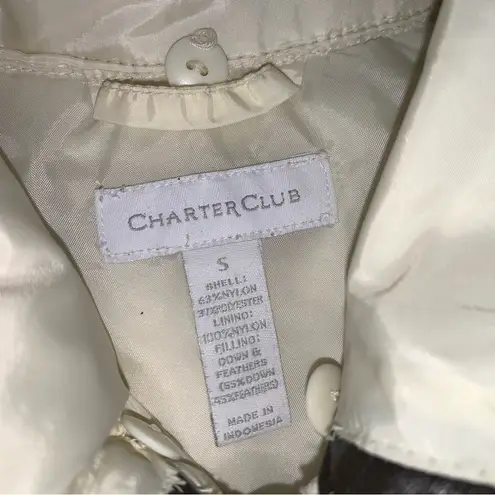 CHARTER CLUB
S
SHELL:
63%NYLON
37%POLYESTER
LINING:
100%NYLON
FILLING:
DOWN &
FEATHERS
(55%DOWN
45%FEATHERS)
MADE IN
INDONESIA